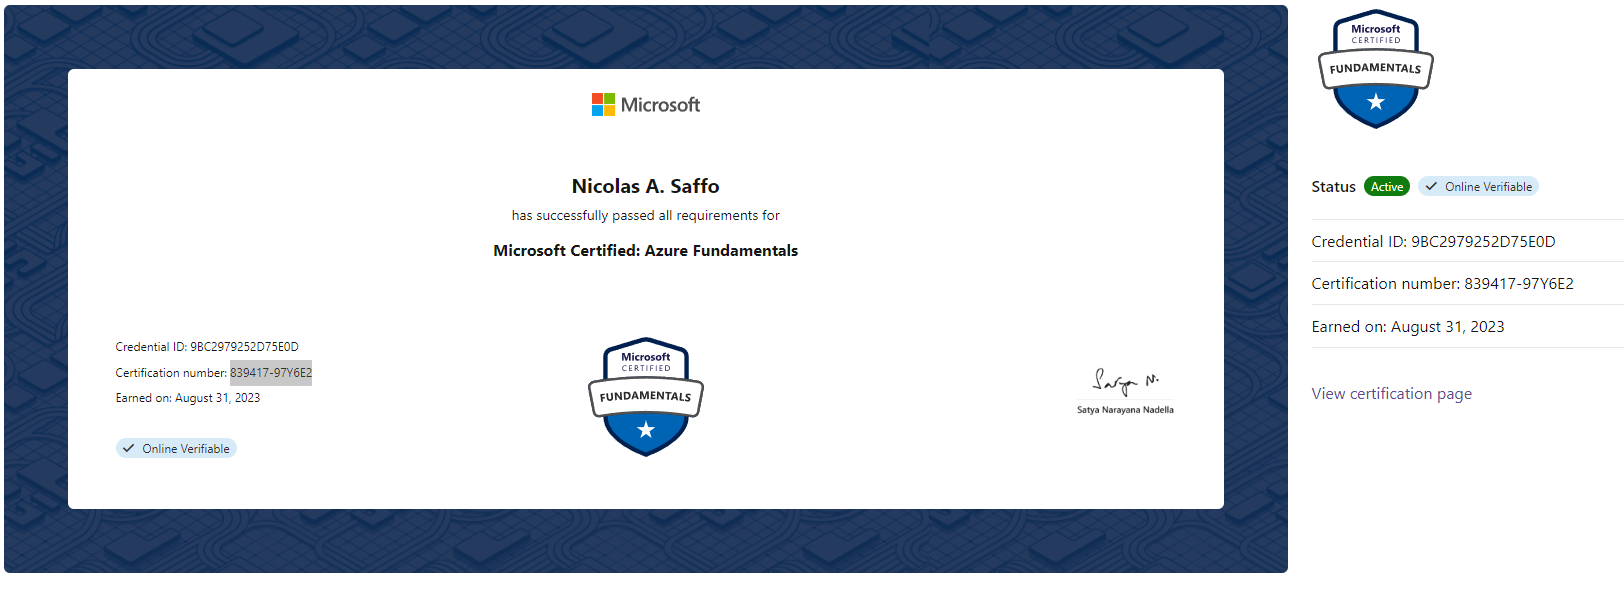 Microsoft
Nicolas A. Saffo
has successfully passed all requirements for
Microsoft Certified: Azure Fundamentals
Credential ID: 9BC2979252D75E0D
Certification number: 839417-97Y6E2
Earned on: August 31, 2023
Online Verifiable
Microsoft
CERTIFIED
FUNDAMENTALS
Satya N.
Satya Narayana Nadella
Microsoft
CERTIFIED
FUNDAMENTALS
Status Active Online Verifiable
Credential ID: 9BC2979252D75E0D
Certification number: 839417-97Y6E2
Earned on: August 31, 2023
View certification page